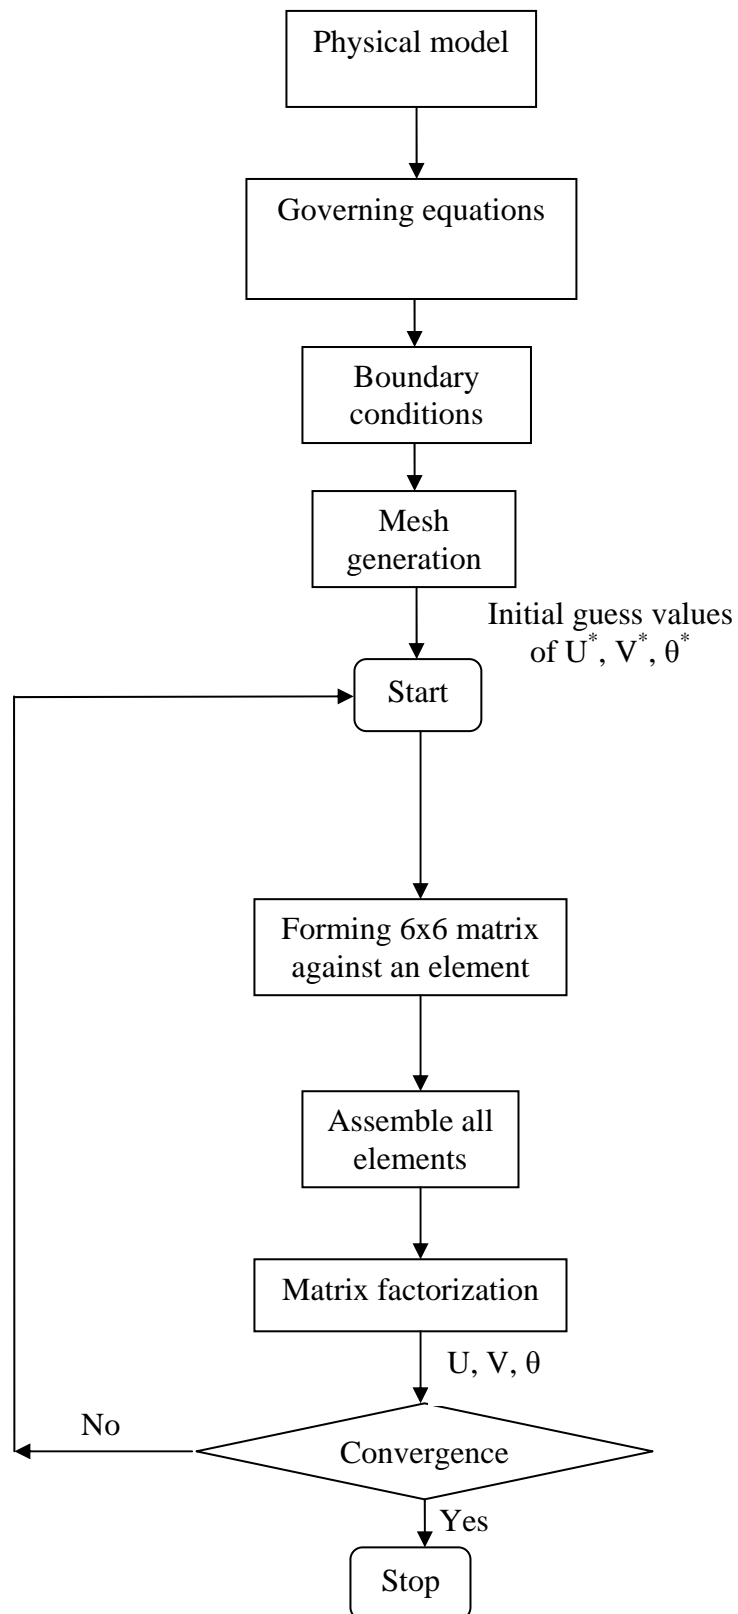 Physical model
Governing equations
Boundary
conditions
Mesh
generation
Initial guess values
of U*, V*, θ*
Start
Forming 6x6 matrix
against an element
Assemble all
elements
Matrix factorization
U, V, θ
No
Convergence
Yes
Stop